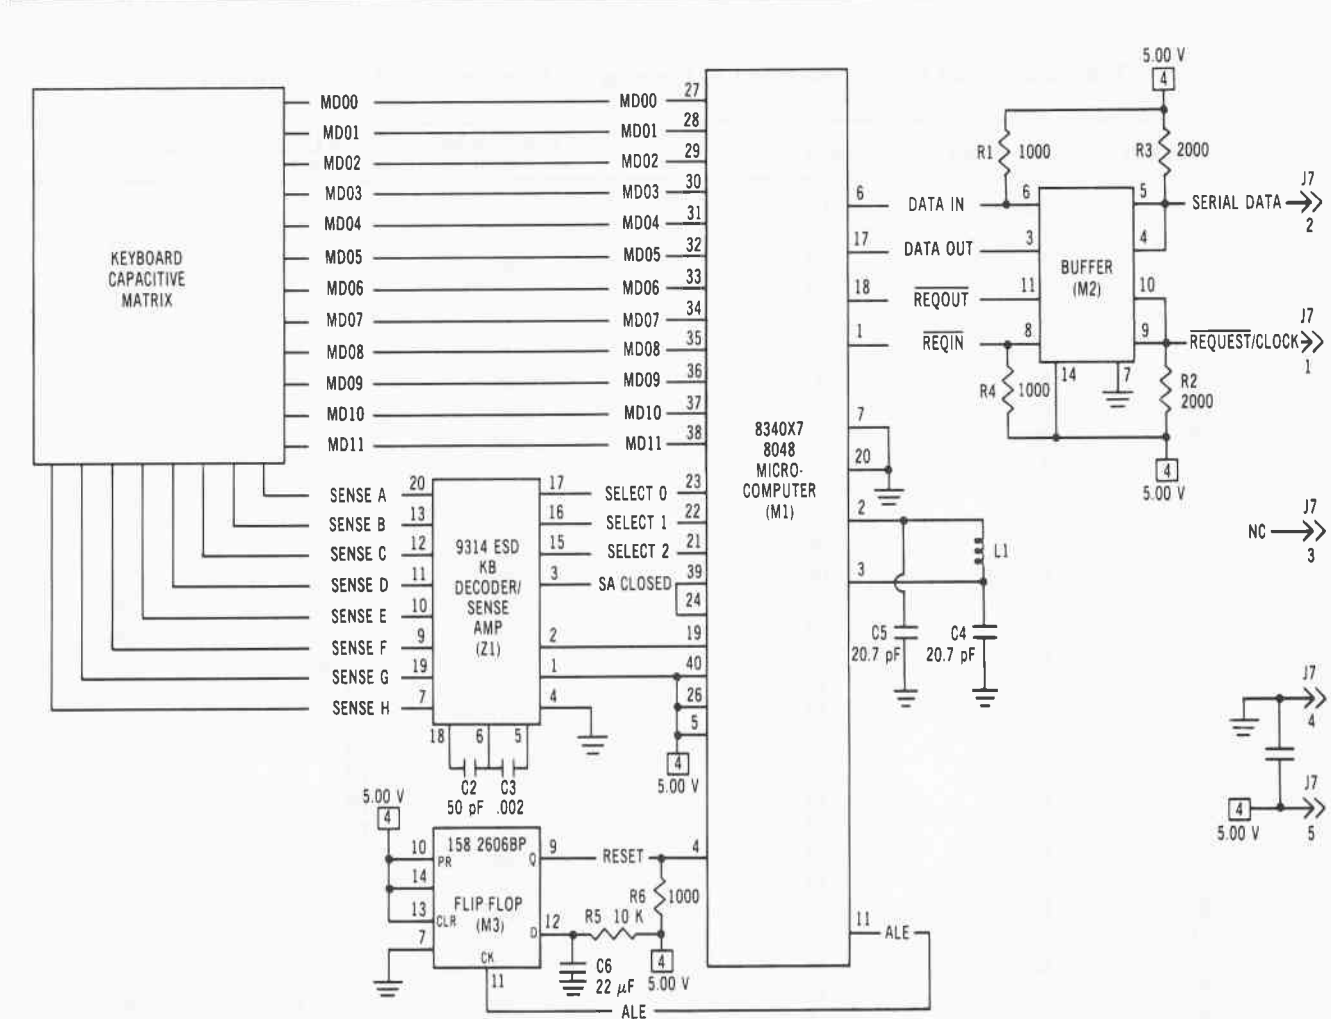 5.00 V
4
KEYBOARD
CAPACITIVE
MATRIX
MD00 MD00 27
MD01 MD01 28
MD02 MD02 29
MD03 MD03 30
MD04 MD04 31
MD05 MD05 32
MD06 MD06 33
MD07 MD07 34
MD08 MD08 35
MD09 MD09 36
MD10 MD10 37
MD11 MD11 38
SENSE A 20
SENSE B 13
SENSE C 12
SENSE D 11
SENSE E 10
SENSE F 9
SENSE G 19
SENSE H 7
9314 ESD
KB
DECODER/
SENSE
AMP
(Z1)
17 SELECT 0 23
16 SELECT 1 22
15 SELECT 2 21
3 SA CLOSED 39
24
2 19
1 40
4 26
5
4
5.00 V
18 6 5
C2 C3
50 pF .002
8340X7
8048
MICRO-
COMPUTER
(M1)
6 DATA IN 6
17 DATA OUT 3
18 REQOUT 11
1 REQIN 8
R1 1000
R3 2000
BUFFER
(M2)
5 SERIAL DATA J7
2
4
10
9 REQUEST/CLOCK J7
1
14 7
R4 1000
R2
2000
4
5.00 V
7
20
2
3
L1
C5
20.7 pF
C4
20.7 pF
J7
NC
3
J7
4
J7
4
5.00 V
5
5.00 V
4
158 2606BP
10 PR
14
13 CLR
7
FLIP FLOP
(M3)
Q 9 RESET 4
D 12
CK
11
R5 10 K
R6
1000
C6
22 µF
4
5.00 V
11 ALE
ALE